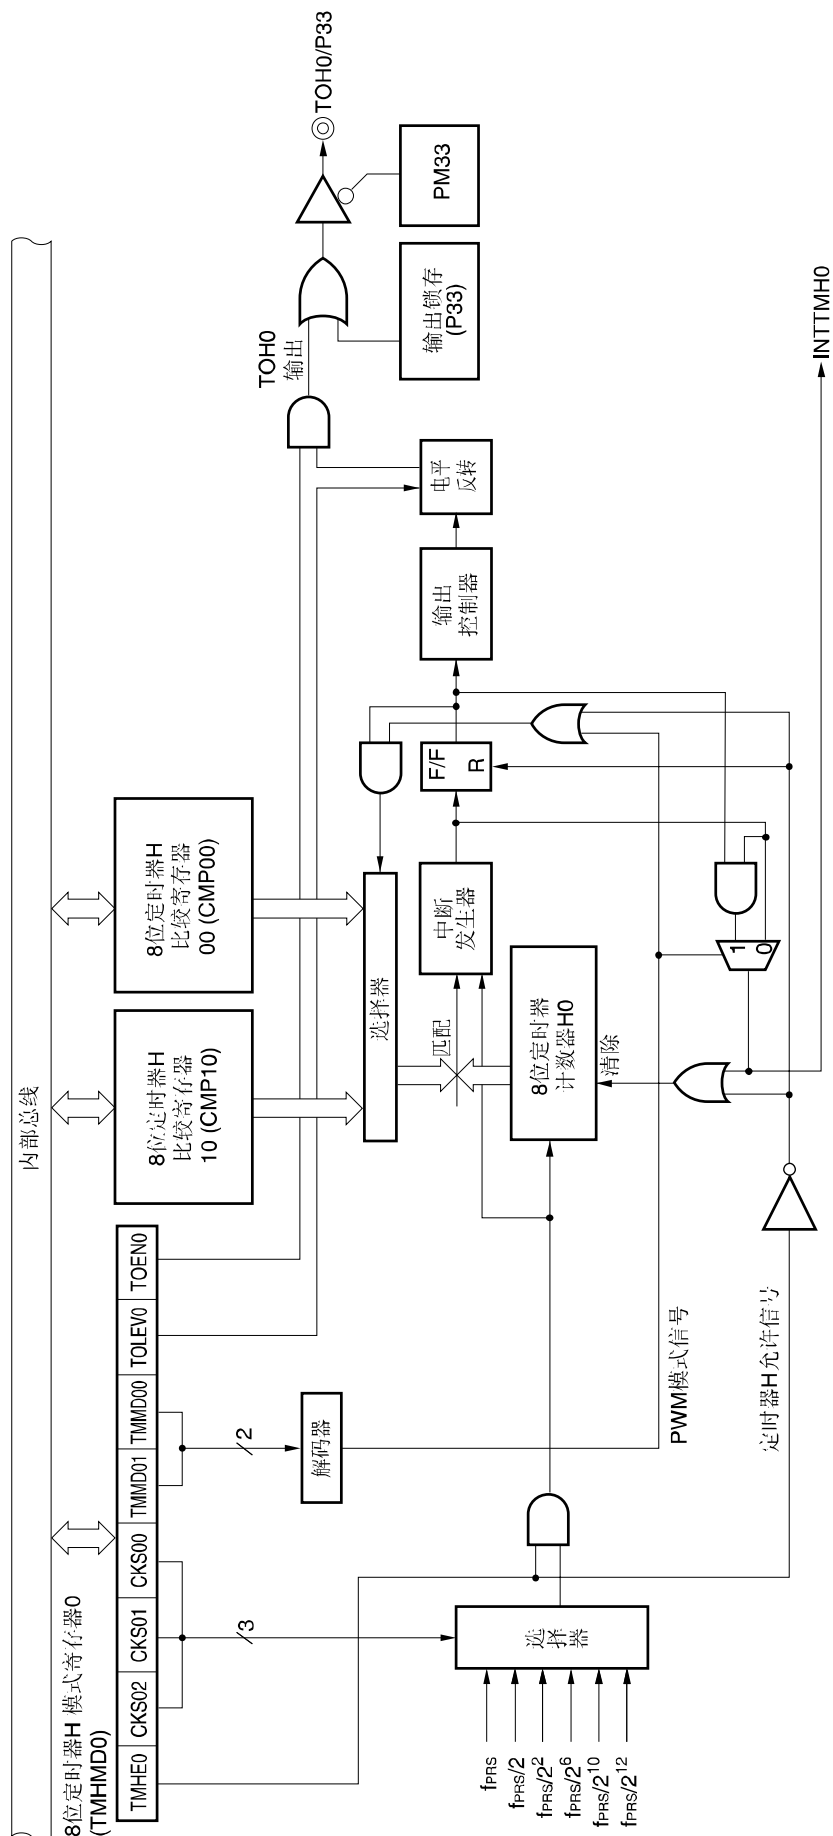 内部总线
8位定时器H 模式寄存器0
(TMHMD0)
TMHE0
CKS02
CKS01
CKS00
TMMD01
TMMD00
TOLEV0
TOEN0
8位定时器H
比较寄存器
10 (CMP10)
8位定时器H
比较寄存器
00 (CMP00)
3
2
解码器
选择器
匹配
TOH0
输出
TOH0/P33
PM33
输出锁存
(P33)
电平
反转
输出
控制器
F/F
R
中断
发生器
8位定时器
计数器H0
清除
1
0
INTTMH0
PWM模式信号
定时器H允许信号
选择器
fPRS
fPRS/2
fPRS/2²
fPRS/2⁶
fPRS/2¹⁰
fPRS/2¹²